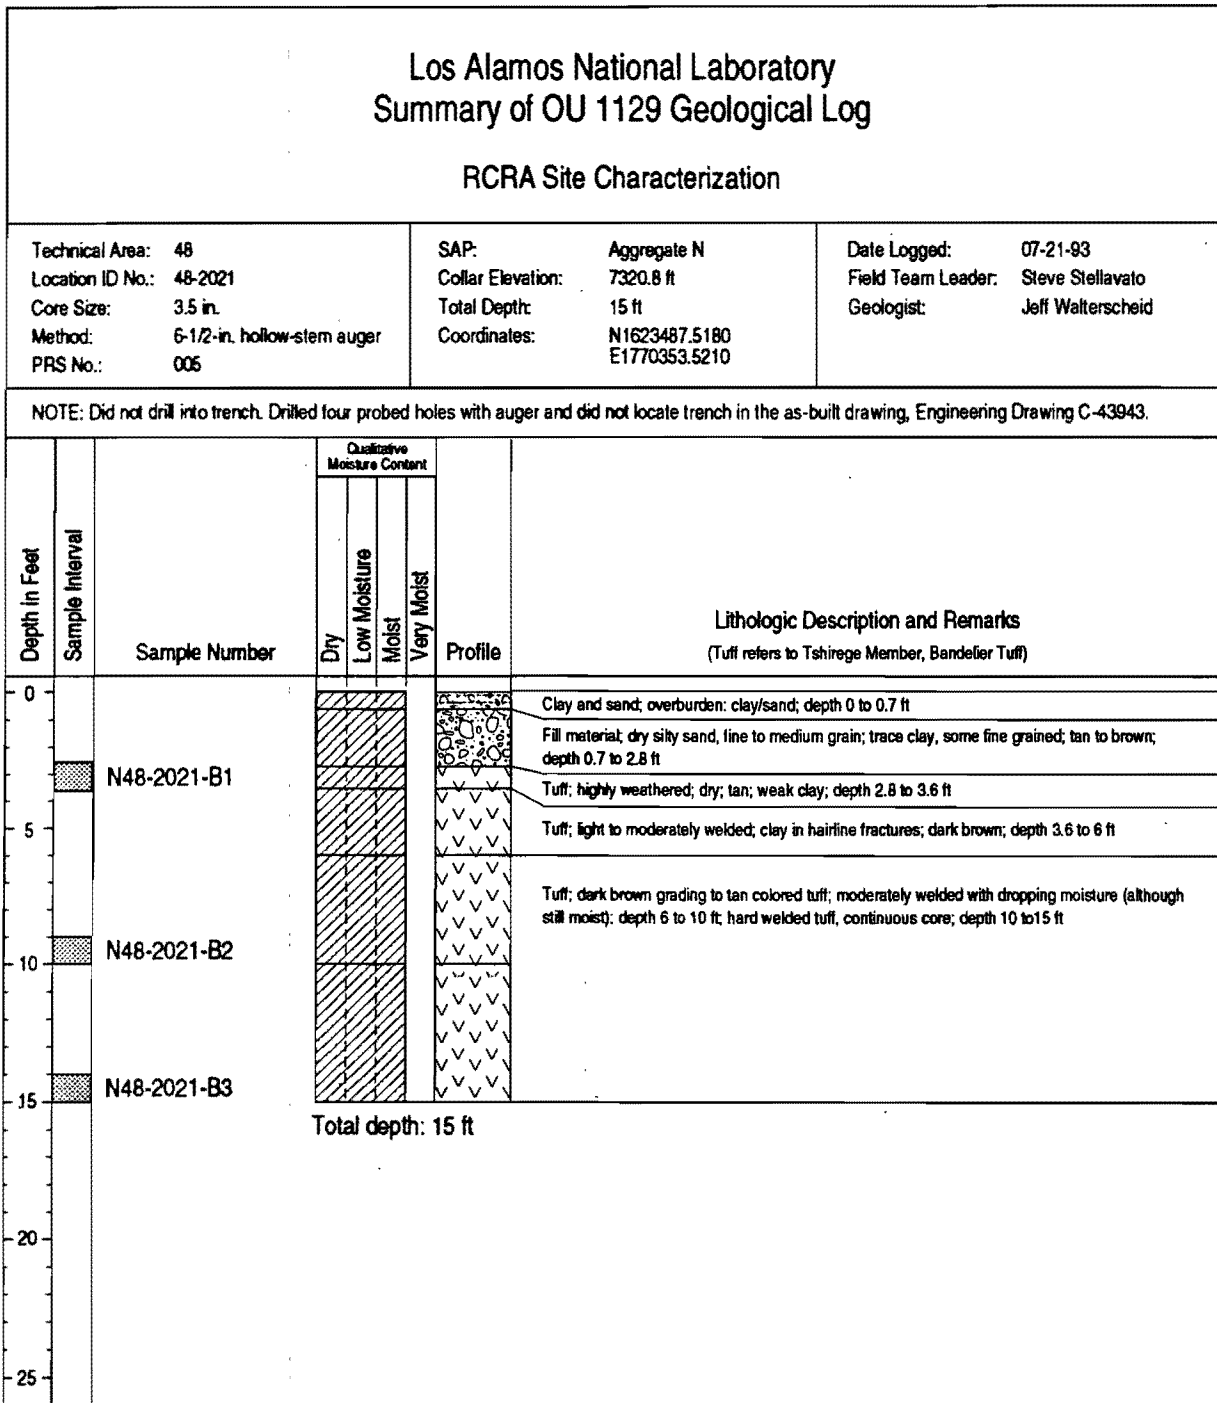 Los Alamos National Laboratory
Summary of OU 1129 Geological Log
RCRA Site Characterization
Technical Area: 48
Location ID No.: 48-2021
Core Size: 3.5 in.
Method: 6-1/2-in. hollow-stem auger
PRS No.: 005
SAP: Aggregate N
Collar Elevation: 7320.8 ft
Total Depth: 15 ft
Coordinates: N1623487.5180
E1770353.5210
Date Logged: 07-21-93
Field Team Leader: Steve Stellavato
Geologist: Jeff Walterscheid
NOTE: Did not drill into trench. Drilled four probed holes with auger and did not locate trench in the as-built drawing, Engineering Drawing C-43943.
Depth in Feet
Sample Interval
Sample Number
Qualitative
Moisture Content
Dry
Low Moisture
Moist
Very Moist
Profile
Lithologic Description and Remarks
(Tuff refers to Tshirege Member, Bandelier Tuff)
0
Clay and sand; overburden: clay/sand; depth 0 to 0.7 ft
Fill material; dry silty sand, fine to medium grain; trace clay, some fine grained; tan to brown;
depth 0.7 to 2.8 ft
N48-2021-B1
Tuff; highly weathered; dry; tan; weak clay; depth 2.8 to 3.6 ft
5
Tuff; light to moderately welded; clay in hairline fractures; dark brown; depth 3.6 to 6 ft
Tuff; dark brown grading to tan colored tuff; moderately welded with dropping moisture (although
still moist): depth 6 to 10 ft; hard welded tuff, continuous core; depth 10 to15 ft
N48-2021-B2
10
N48-2021-B3
15
Total depth: 15 ft
20
25